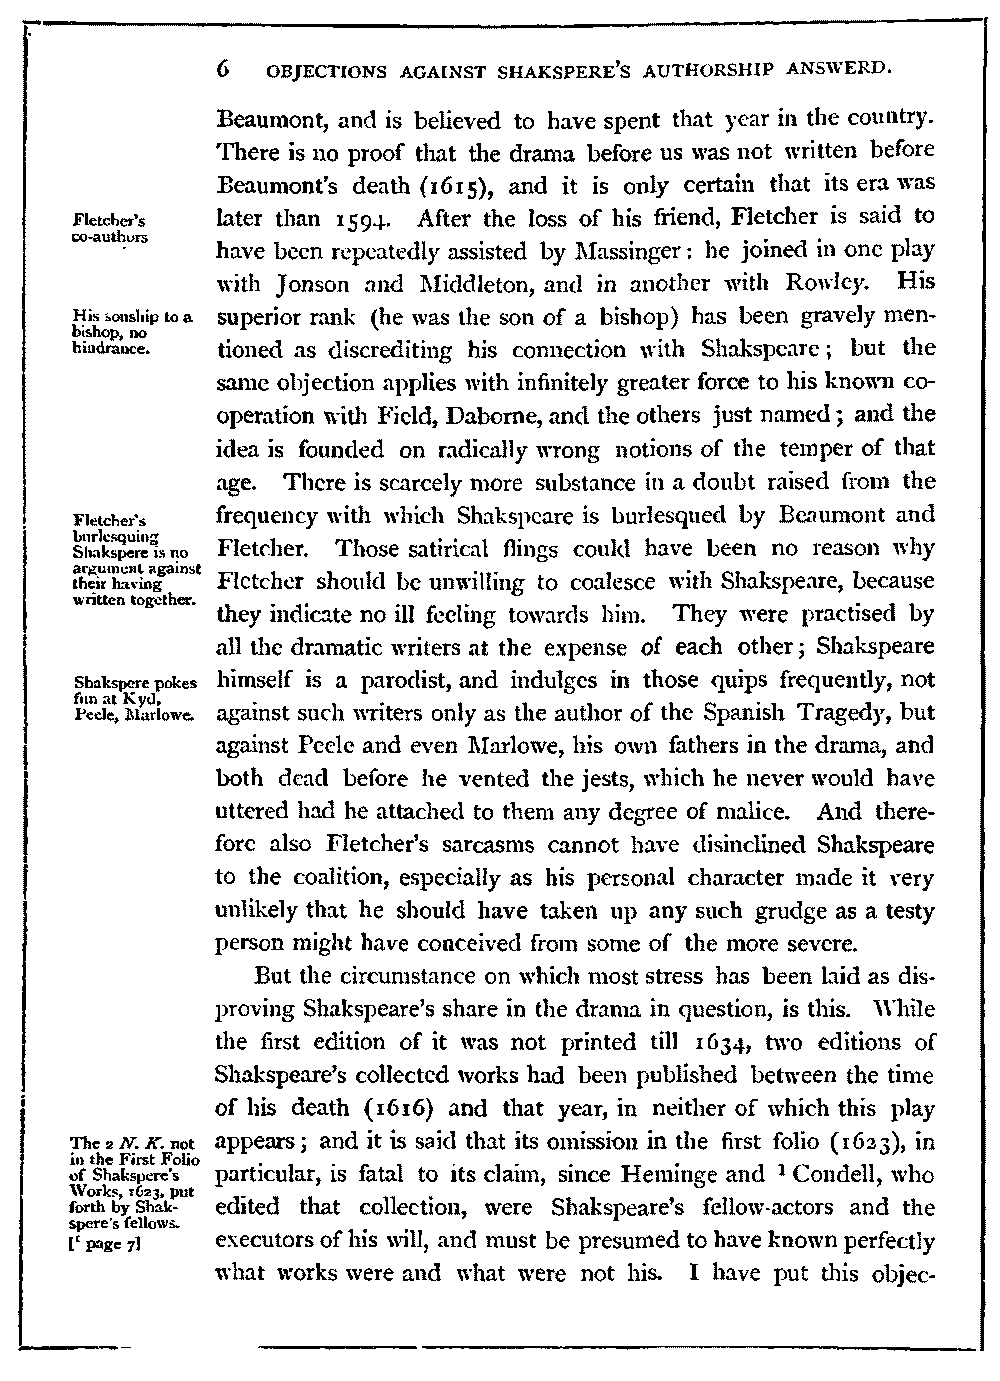 6 OBJECTIONS AGAINST SHAKSPERE'S AUTHORSHIP ANSWERD.
Beaumont, and is believed to have spent that year in the country.
There is no proof that the drama before us was not written before
Beaumont's death (1615), and it is only certain that its era was
Fletcher's
co-authors
later than 1594. After the loss of his friend, Fletcher is said to
have been repeatedly assisted by Massinger: he joined in one play
with Jonson and Middleton, and in another with Rowley. His
His sonship to a
bishop, no
hindrance.
superior rank (he was the son of a bishop) has been gravely men-
tioned as discrediting his connection with Shakspeare; but the
same objection applies with infinitely greater force to his known co-
operation with Field, Daborne, and the others just named; and the
idea is founded on radically wrong notions of the temper of that
age. There is scarcely more substance in a doubt raised from the
Fletcher's
burlesquing
Shakspere is no
argument against
their having
written together.
frequency with which Shakspeare is burlesqued by Beaumont and
Fletcher. Those satirical flings could have been no reason why
Fletcher should be unwilling to coalesce with Shakspeare, because
they indicate no ill feeling towards him. They were practised by
all the dramatic writers at the expense of each other; Shakspeare
Shakspere pokes
fun at Kyd,
Peele, Marlowe.
himself is a parodist, and indulges in those quips frequently, not
against such writers only as the author of the Spanish Tragedy, but
against Peele and even Marlowe, his own fathers in the drama, and
both dead before he vented the jests, which he never would have
uttered had he attached to them any degree of malice. And there-
fore also Fletcher's sarcasms cannot have disinclined Shakspeare
to the coalition, especially as his personal character made it very
unlikely that he should have taken up any such grudge as a testy
person might have conceived from some of the more severe.
But the circumstance on which most stress has been laid as dis-
proving Shakspeare's share in the drama in question, is this. While
the first edition of it was not printed till 1634, two editions of
Shakspeare's collected works had been published between the time
of his death (1616) and that year, in neither of which this play
The 2 N. K. not
in the First Folio
of Shakspere's
Works, 1623, put
forth by Shak-
spere's fellows.
[¹ page 7]
appears; and it is said that its omission in the first folio (1623), in
particular, is fatal to its claim, since Heminge and ¹ Condell, who
edited that collection, were Shakspeare's fellow-actors and the
executors of his will, and must be presumed to have known perfectly
what works were and what were not his. I have put this objec-